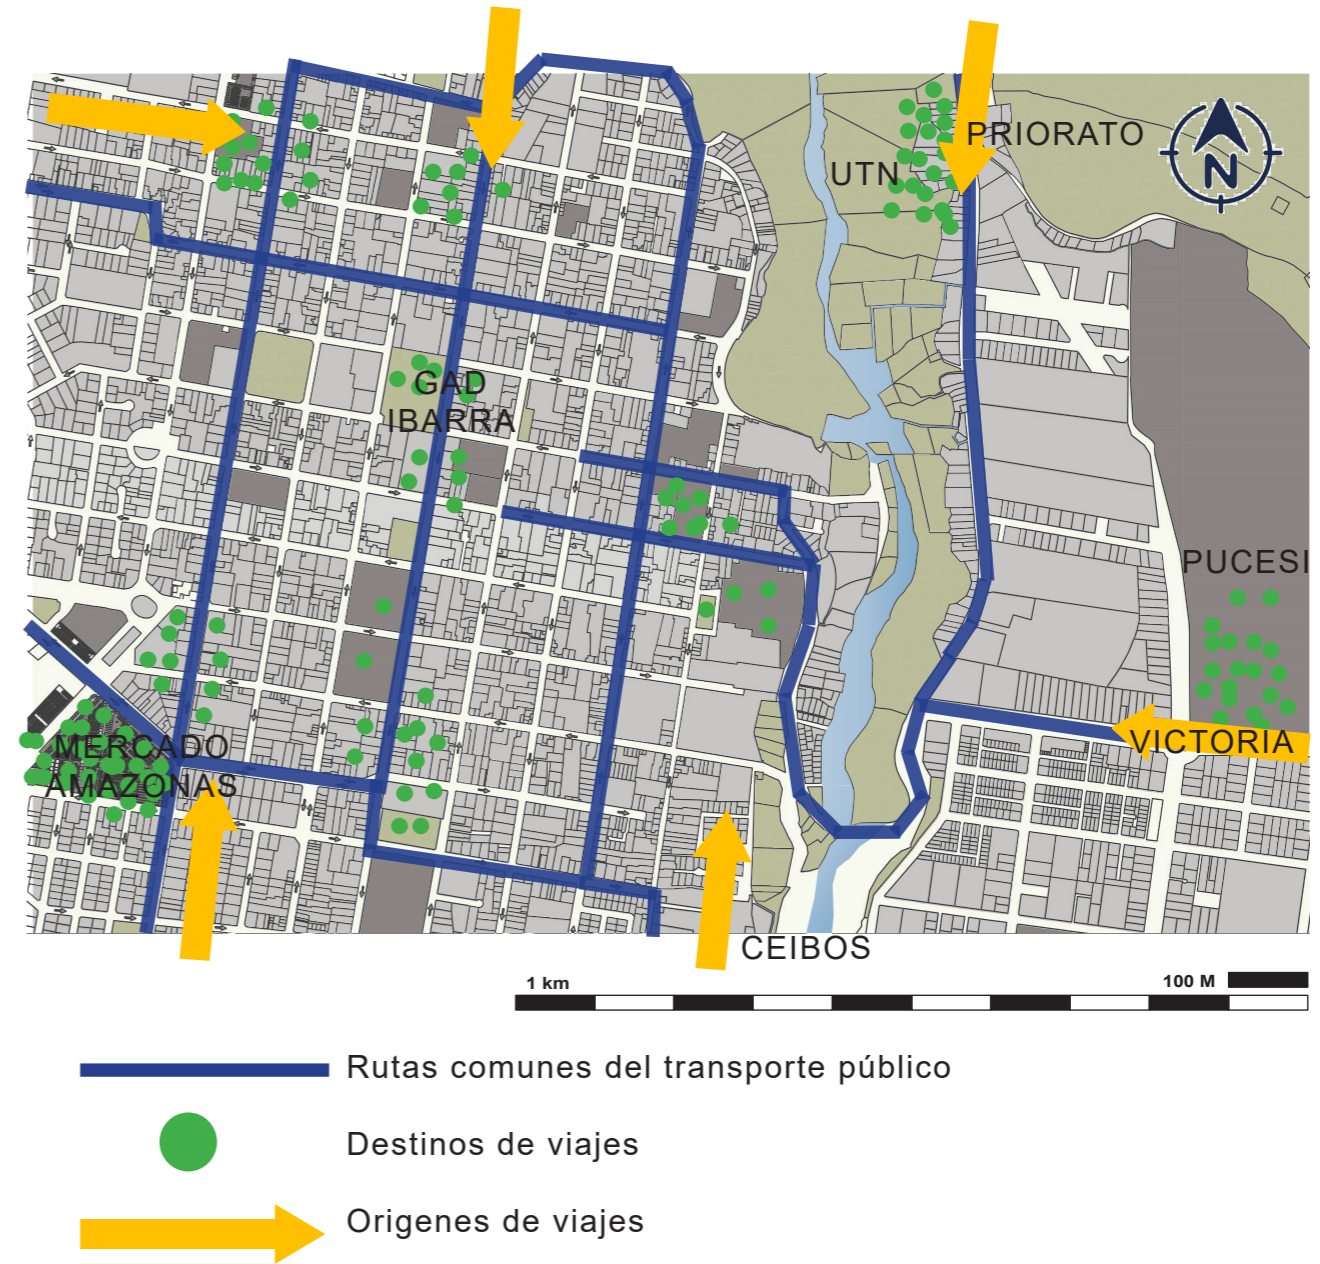 PRIORATO
UTN
N
GAD
IBARRA
PUCESI
MERCADO
AMAZONAS
VICTORIA
CEIBOS
1 km
100 M
Rutas comunes del transporte público
Destinos de viajes
Origenes de viajes